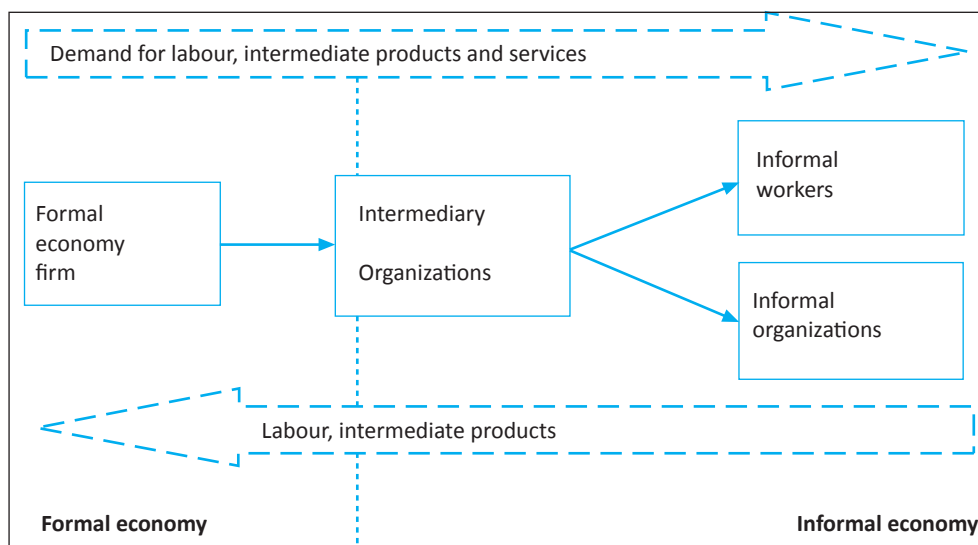 Demand for labour, intermediate products and services
Informal
workers
Formal
economy
firm
Intermediary
Organizations
Informal
organizations
Labour, intermediate products
Formal economy
Informal economy